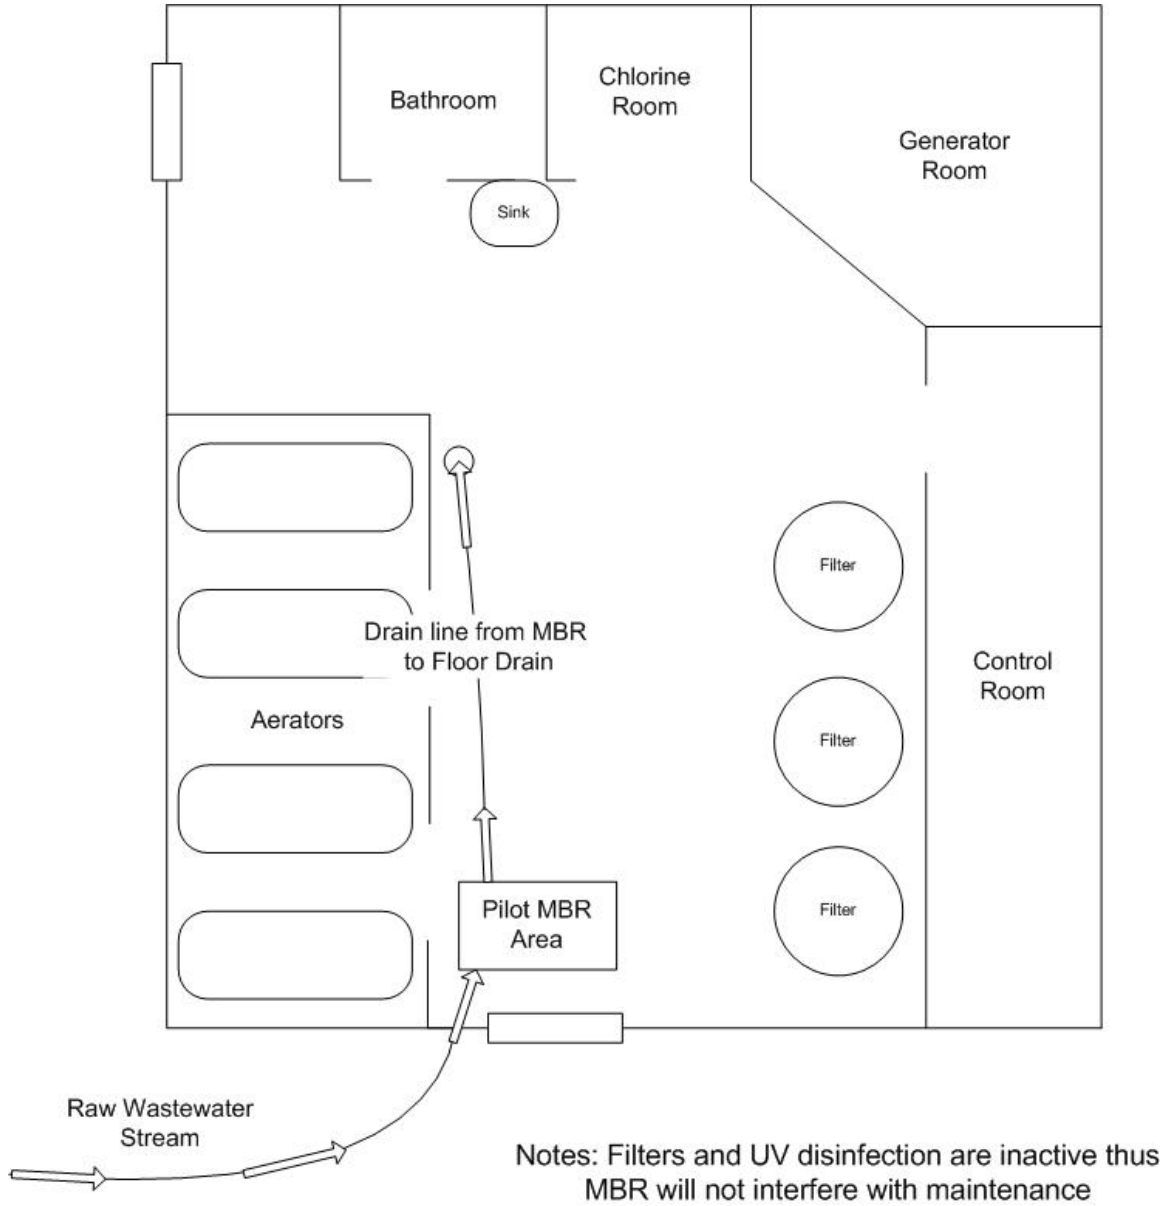 Bathroom
Chlorine
Room
Generator
Room
Sink
Filter
Drain line from MBR
to Floor Drain
Control
Room
Aerators
Filter
Pilot MBR
Area
Filter
Raw Wastewater
Stream
Notes: Filters and UV disinfection are inactive thus
MBR will not interfere with maintenance